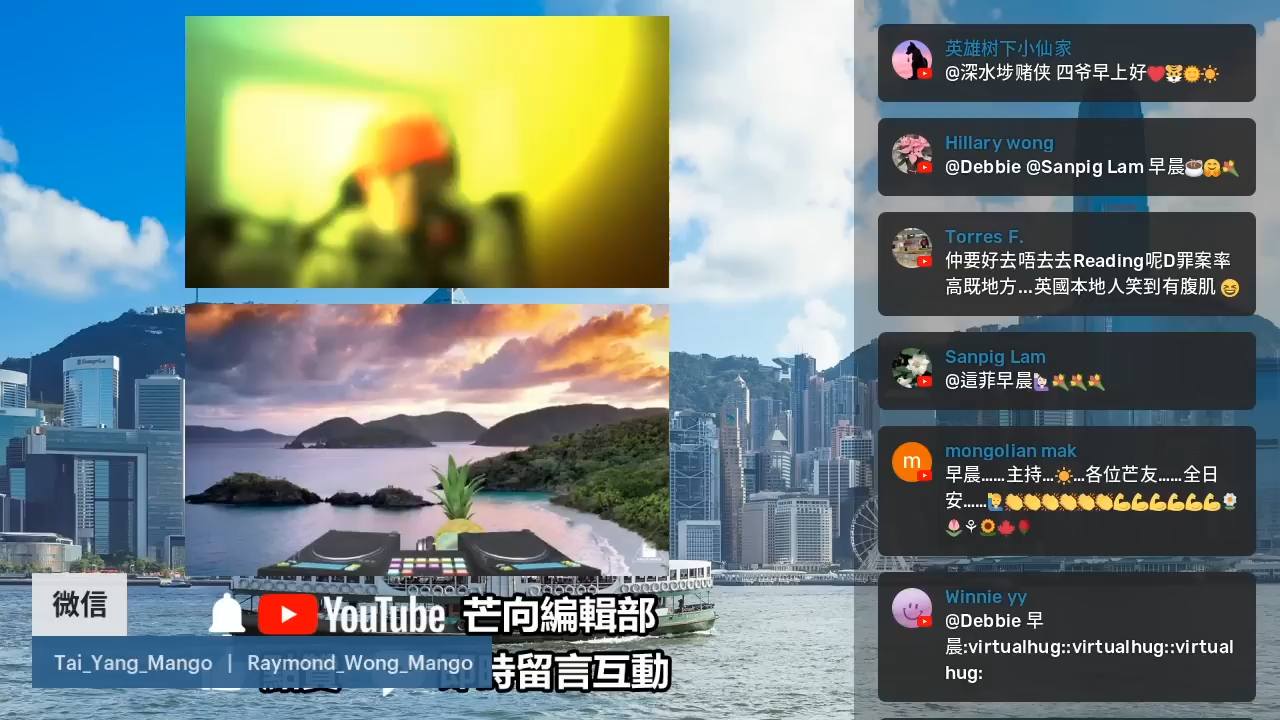 YouTube 芒向編輯部
即時留言互動
微信
Tai_Yang_Mango | Raymond_Wong_Mango
英雄树下小仙家
@深水埗赌侠 四爷早上好❤️🐯🌞☀️
Hillary wong
@Debbie @Sanpig Lam 早晨☕🤗💐
Torres F.
仲要好去唔去去Reading呢D罪案率
高既地方...英國本地人笑到有腹肌 😆
Sanpig Lam
@這菲早晨🙋🏻‍♀️💐💐💐
m
mongolian mak
早晨......主持...☀️...各位芒友......全日
安......🙋‍♂️👏👏👏👏👏👏💪💪💪💪💪💪💮
🌷⚘🌻🍁🌹
Winnie yy
@Debbie 早
晨:virtualhug::virtualhug::virtual
hug: